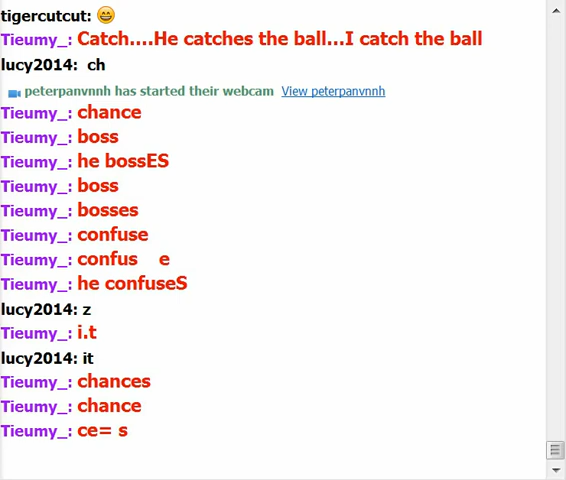 tigercutcut: 😄
Tieumy_: Catch....He catches the ball...I catch the ball
lucy2014: ch
peterpanvnnh has started their webcam View peterpanvnnh
Tieumy_: chance
Tieumy_: boss
Tieumy_: he bossES
Tieumy_: boss
Tieumy_: bosses
Tieumy_: confuse
Tieumy_: confus e
Tieumy_: he confuseS
lucy2014: z
Tieumy_: i.t
lucy2014: it
Tieumy_: chances
Tieumy_: chance
Tieumy_: ce= s